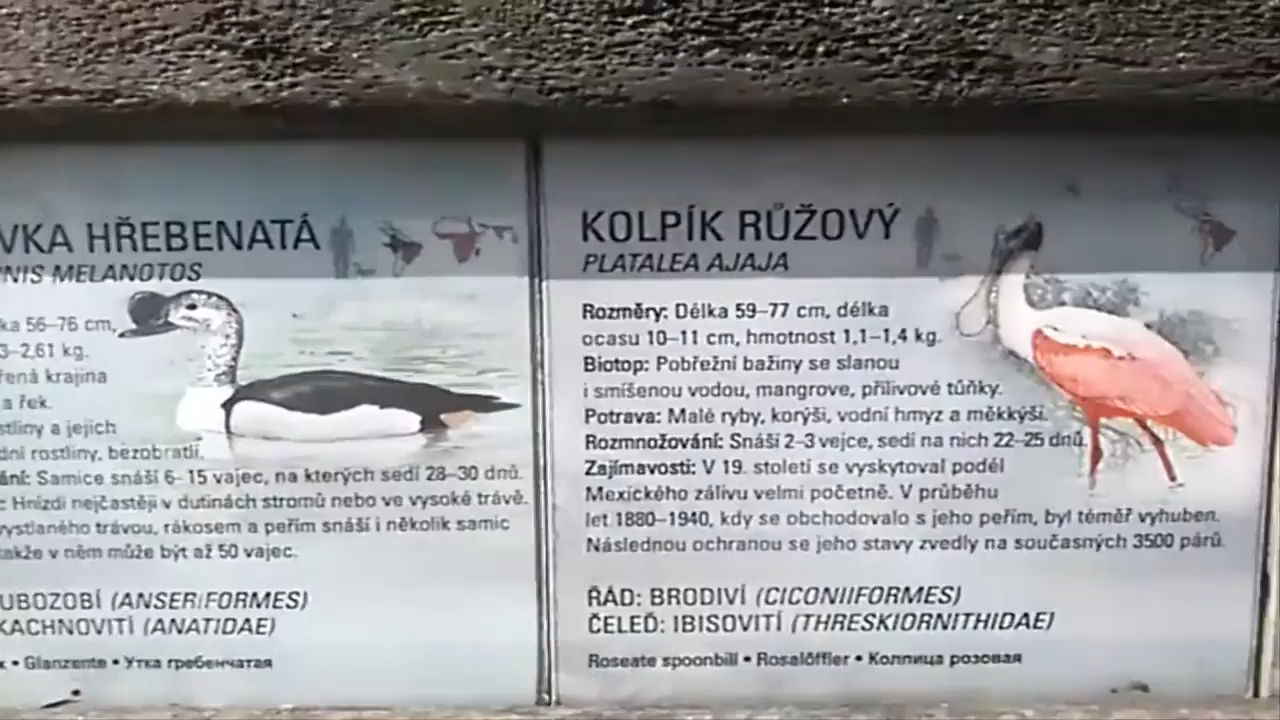 VKA HŘEBENATÁ
NIS MELANOTOS
ka 56–76 cm,
3–2,61 kg.
řená krajina
a řek.
stliny a jejich
dní rostliny, bezobratlí.
ání: Samice snáší 6–15 vajec, na kterých sedí 28–30 dnů.
: Hnízdí nejčastěji v dutinách stromů nebo ve vysoké trávě.
vystlaného trávou, rákosem a peřím snáší i několik samic
takže v něm může být až 50 vajec.
UBOZOBÍ (ANSERIFORMES)
KACHNOVITÍ (ANATIDAE)
k • Glanzente • Утка гребенчатая
KOLPÍK RŮŽOVÝ
PLATALEA AJAJA
Rozměry: Délka 59–77 cm, délka
ocasu 10–11 cm, hmotnost 1,1–1,4 kg.
Biotop: Pobřežní bažiny se slanou
i smíšenou vodou, mangrove, přílivové tůňky.
Potrava: Malé ryby, korýši, vodní hmyz a měkkýši.
Rozmnožování: Snáší 2–3 vejce, sedí na nich 22–25 dnů.
Zajímavosti: V 19. století se vyskytoval podél
Mexického zálivu velmi početně. V průběhu
let 1880–1940, kdy se obchodovalo s jeho peřím, byl téměř vyhuben.
Následnou ochranou se jeho stavy zvedly na současných 3500 párů.
ŘÁD: BRODIVÍ (CICONIIFORMES)
ČELEĎ: IBISOVITÍ (THRESKIORNITHIDAE)
Roseate spoonbill • Rosalöffler • Колпица розовая